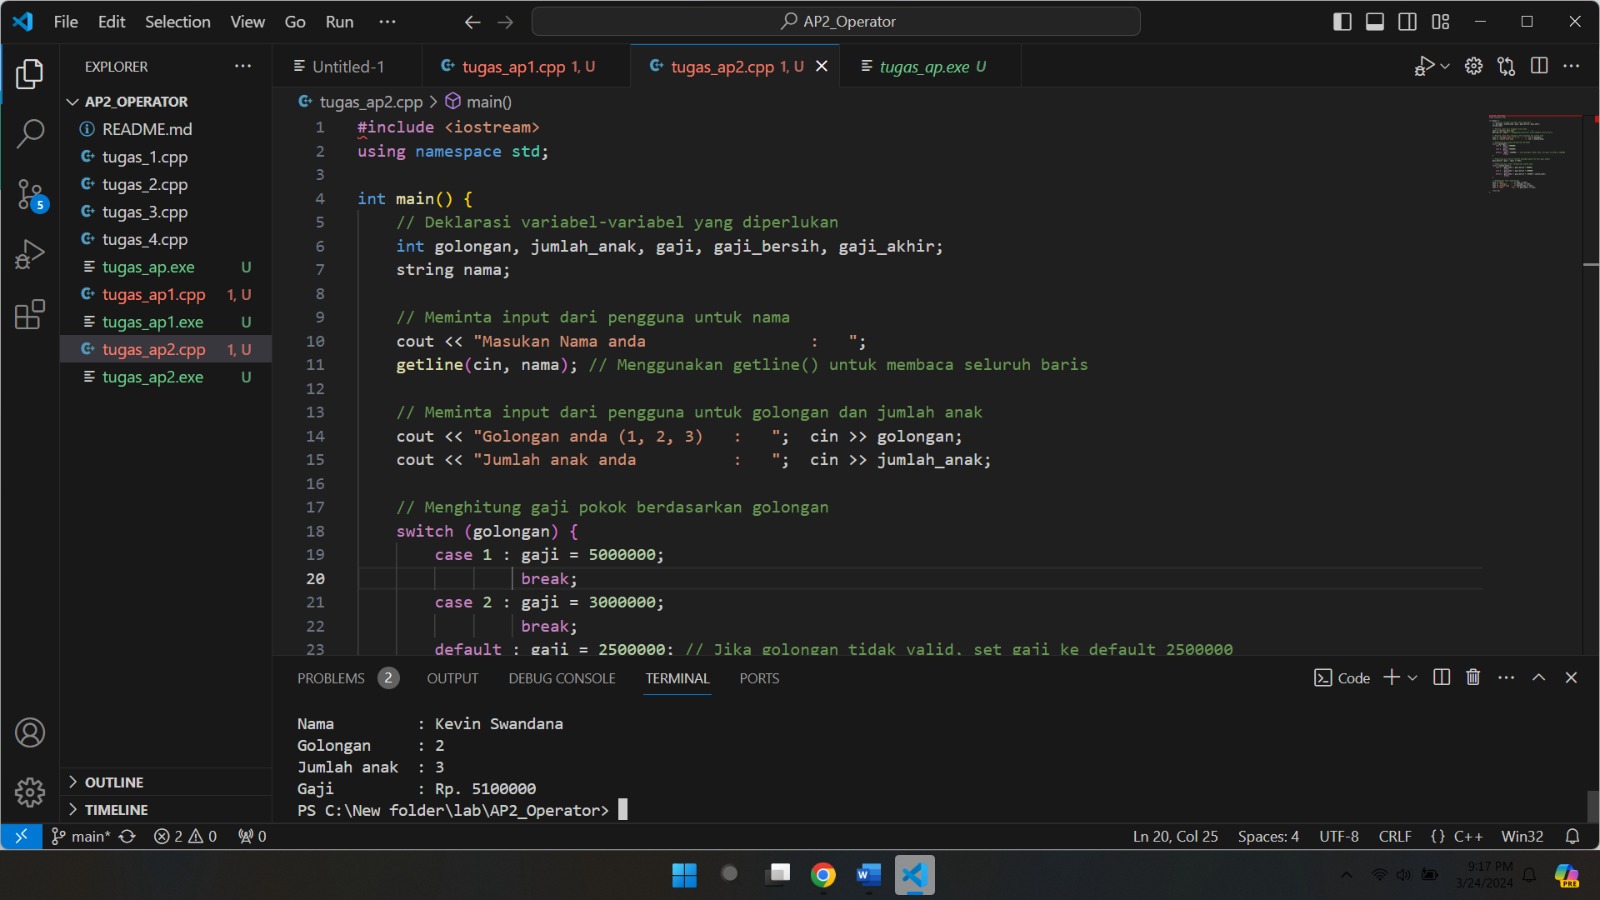 File Edit Selection View Go Run ···
AP2_Operator
EXPLORER ···
AP2_OPERATOR
README.md
tugas_1.cpp
tugas_2.cpp
tugas_3.cpp
tugas_4.cpp
tugas_ap.exe U
tugas_ap1.cpp 1, U
tugas_ap1.exe U
tugas_ap2.cpp 1, U
tugas_ap2.exe U
OUTLINE
TIMELINE
5
Untitled-1 tugas_ap1.cpp 1, U tugas_ap2.cpp 1, U tugas_ap.exe U
tugas_ap2.cpp > main()
1 #include <iostream>
2 using namespace std;
3
4 int main() {
5 // Deklarasi variabel-variabel yang diperlukan
6 int golongan, jumlah_anak, gaji, gaji_bersih, gaji_akhir;
7 string nama;
8
9 // Meminta input dari pengguna untuk nama
10 cout << "Masukan Nama anda                 :   ";
11 getline(cin, nama); // Menggunakan getline() untuk membaca seluruh baris
12
13 // Meminta input dari pengguna untuk golongan dan jumlah anak
14 cout << "Golongan anda (1, 2, 3)   :   ";  cin >> golongan;
15 cout << "Jumlah anak anda          :   ";  cin >> jumlah_anak;
16
17 // Menghitung gaji pokok berdasarkan golongan
18 switch (golongan) {
19 case 1 : gaji = 5000000;
20 break;
21 case 2 : gaji = 3000000;
22 break;
23 default : gaji = 2500000; // Jika golongan tidak valid, set gaji ke default 2500000
PROBLEMS 2 OUTPUT DEBUG CONSOLE TERMINAL PORTS
Code
Nama         : Kevin Swandana
Golongan     : 2
Jumlah anak  : 3
Gaji         : Rp. 5100000
PS C:\New folder\lab\AP2_Operator>
main* 2 0 0
Ln 20, Col 25 Spaces: 4 UTF-8 CRLF {} C++ Win32
W
9:17 PM
3/24/2024
PRE